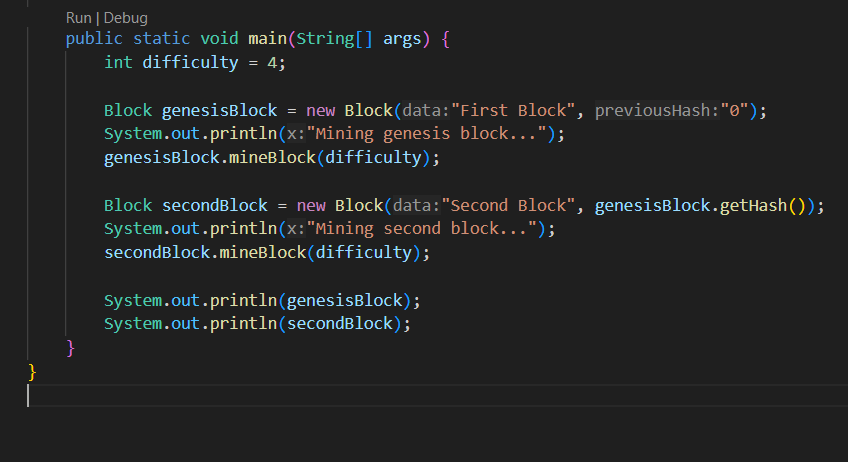 Run | Debug
public static void main(String[] args) {
int difficulty = 4;
Block genesisBlock = new Block(data:"First Block", previousHash:"0");
System.out.println(x:"Mining genesis block...");
genesisBlock.mineBlock(difficulty);
Block secondBlock = new Block(data:"Second Block", genesisBlock.getHash());
System.out.println(x:"Mining second block...");
secondBlock.mineBlock(difficulty);
System.out.println(genesisBlock);
System.out.println(secondBlock);
}
}